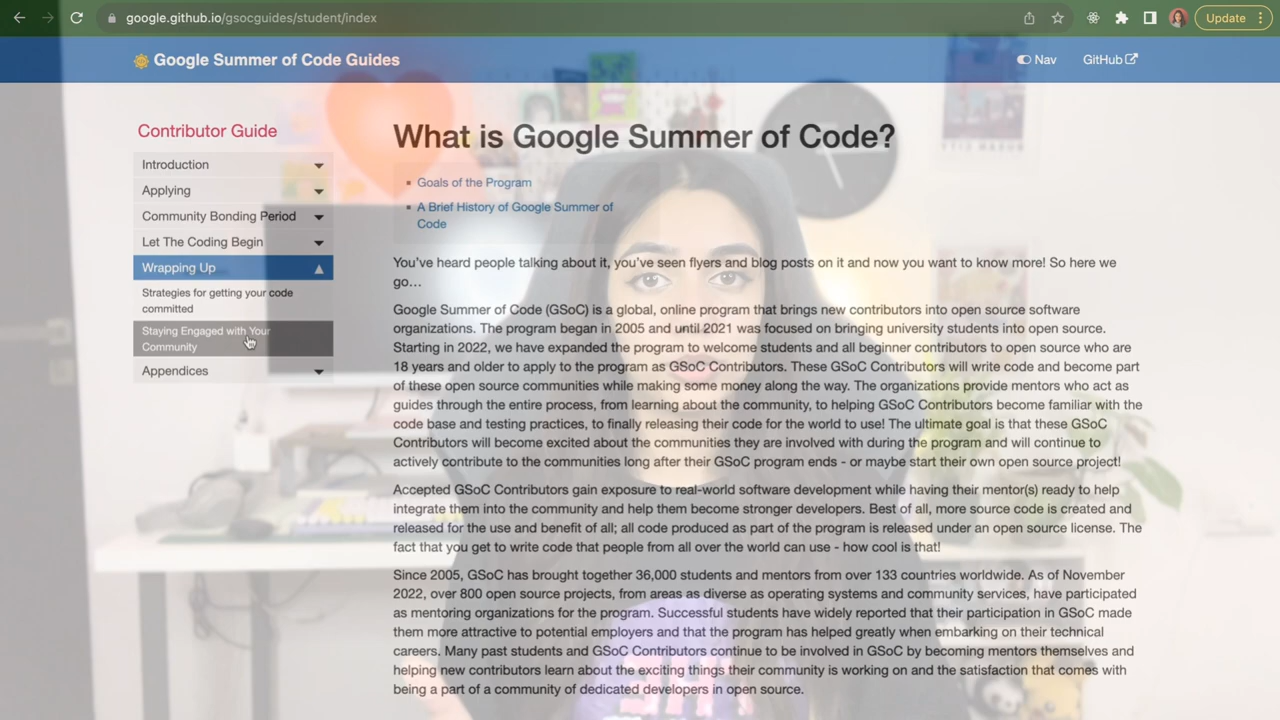 google.github.io/gsocguides/student/index
Update
Google Summer of Code Guides
Nav
GitHub
Contributor Guide
Introduction
Applying
Community Bonding Period
Let The Coding Begin
Wrapping Up
Strategies for getting your code
committed
Staying Engaged with Your
Community
Appendices
What is Google Summer of Code?
Goals of the Program
A Brief History of Google Summer of
Code
You've heard people talking about it, you've seen flyers and blog posts on it and now you want to know more! So here we
go…
Google Summer of Code (GSoC) is a global, online program that brings new contributors into open source software
organizations. The program began in 2005 and until 2021 was focused on bringing university students into open source.
Starting in 2022, we have expanded the program to welcome students and all beginner contributors to open source who are
18 years and older to apply to the program as GSoC Contributors. These GSoC Contributors will write code and become part
of these open source communities while making some money along the way. The organizations provide mentors who act as
guides through the entire process, from learning about the community, to helping GSoC Contributors become familiar with the
code base and testing practices, to finally releasing their code for the world to use! The ultimate goal is that these GSoC
Contributors will become excited about the communities they are involved with during the program and will continue to
actively contribute to the communities long after their GSoC program ends - or maybe start their own open source project!
Accepted GSoC Contributors gain exposure to real-world software development while having their mentor(s) ready to help
integrate them into the community and help them become stronger developers. Best of all, more source code is created and
released for the use and benefit of all; all code produced as part of the program is released under an open source license. The
fact that you get to write code that people from all over the world can use - how cool is that!
Since 2005, GSoC has brought together 36,000 students and mentors from over 133 countries worldwide. As of November
2022, over 800 open source projects, from areas as diverse as operating systems and community services, have participated
as mentoring organizations for the program. Successful students have widely reported that their participation in GSoC made
them more attractive to potential employers and that the program has helped greatly when embarking on their technical
careers. Many past students and GSoC Contributors continue to be involved in GSoC by becoming mentors themselves and
helping new contributors learn about the exciting things their community is working on and the satisfaction that comes with
being a part of a community of dedicated developers in open source.